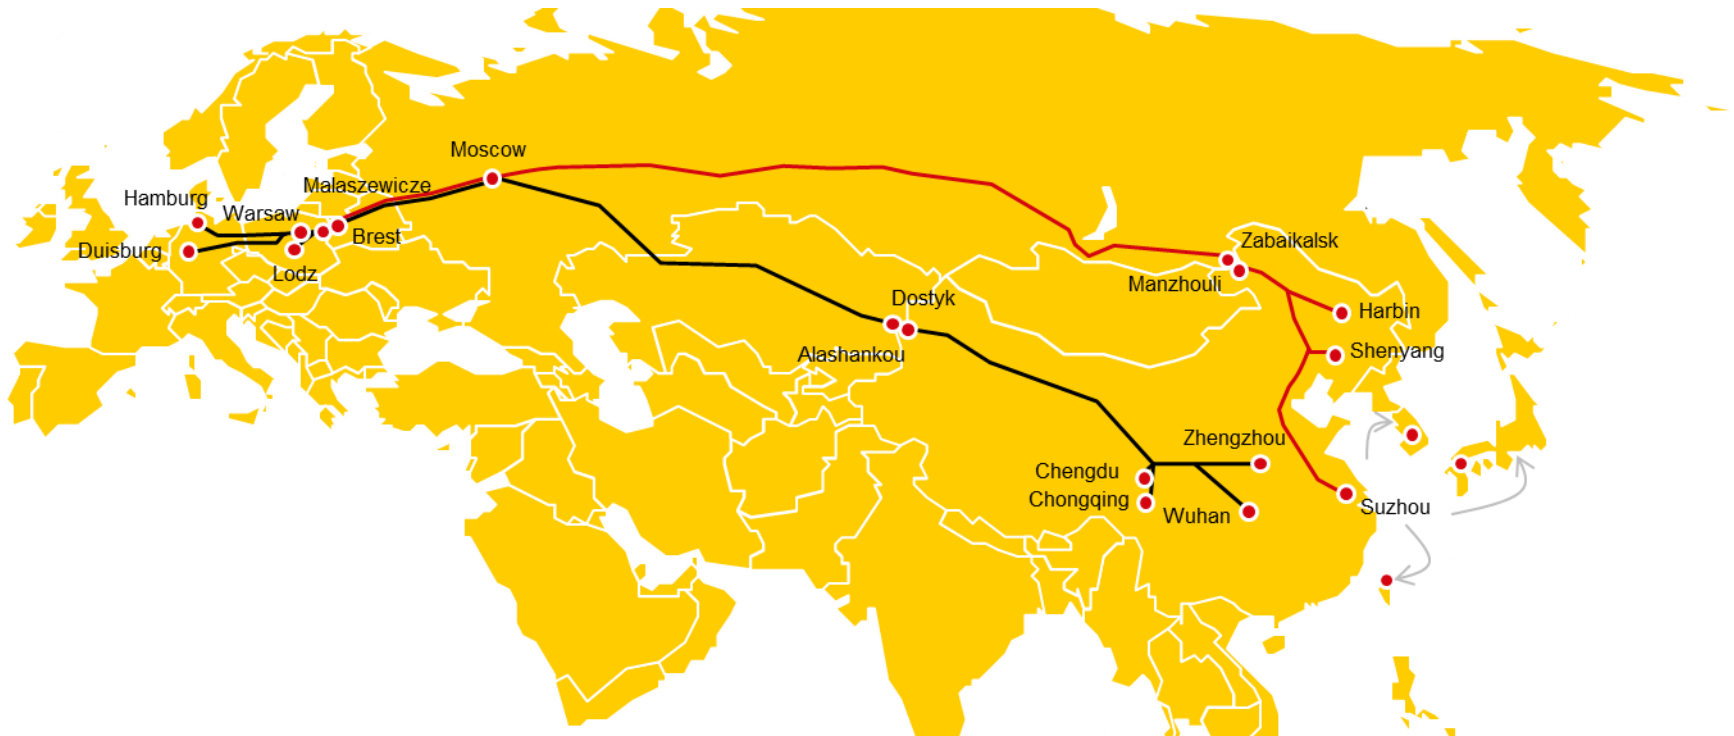 Moscow
Malaszewicze
Hamburg
Warsaw
Brest
Duisburg
Lodz
Zabaikalsk
Manzhouli
Dostyk
Harbin
Alashankou
Shenyang
Zhengzhou
Chengdu
Chongqing
Wuhan
Suzhou